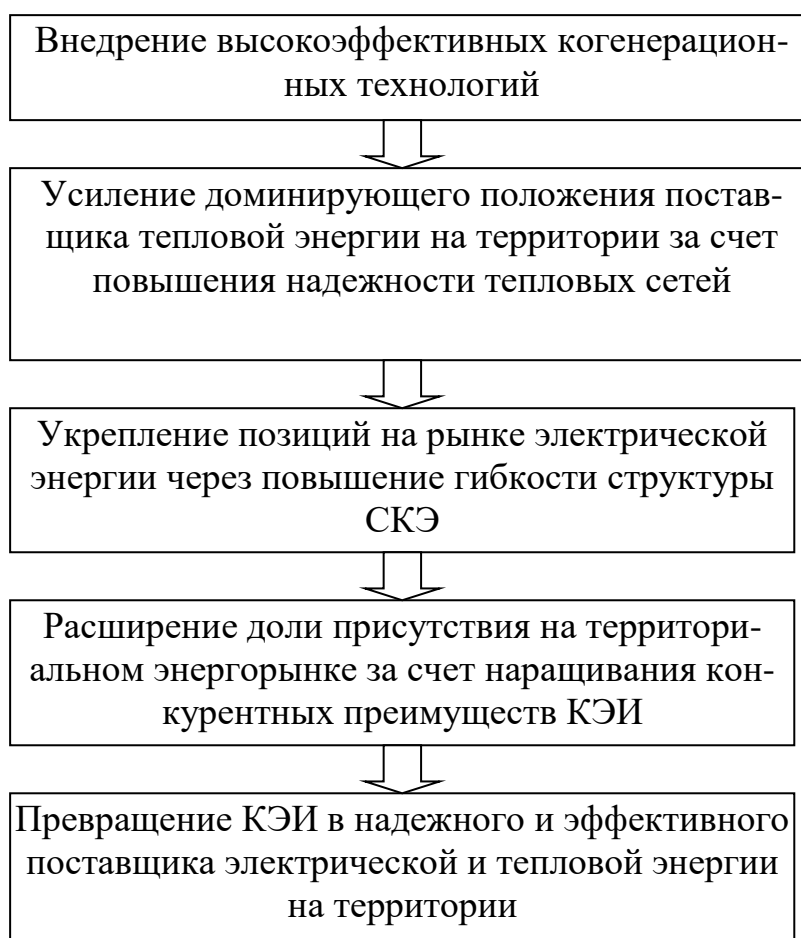 Внедрение высокоэффективных когенерацион-
ных технологий
Усиление доминирующего положения постав-
щика тепловой энергии на территории за счет
повышения надежности тепловых сетей
Укрепление позиций на рынке электрической
энергии через повышение гибкости структуры
СКЭ
Расширение доли присутствия на территори-
альном энергорынке за счет наращивания кон-
курентных преимуществ КЭИ
Превращение КЭИ в надежного и эффективного
поставщика электрической и тепловой энергии
на территории